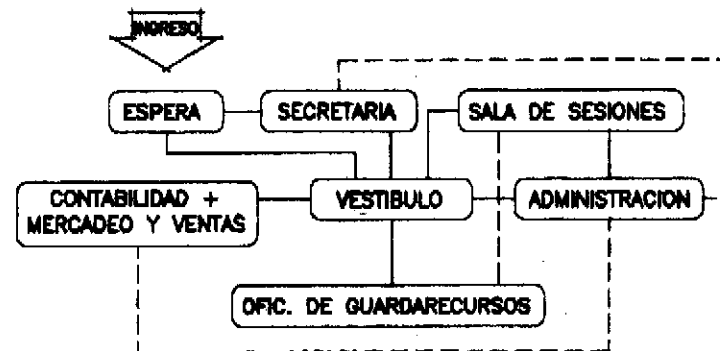 INGRESO
ESPERA
SECRETARIA
SALA DE SESIONES
CONTABILIDAD +
MERCADEO Y VENTAS
VESTIBULO
ADMINISTRACION
OFIC. DE GUARDARECURSOS